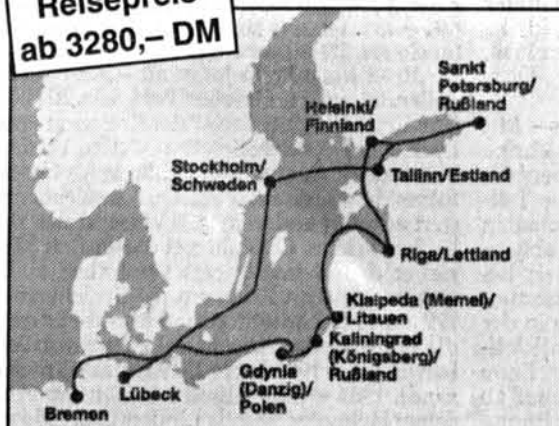 Reisepreis
ab 3280,– DM
Sankt
Petersburg/
Rußland
Helsinki/
Finnland
Stockholm/
Schweden
Tallinn/Estland
Riga/Lettland
Klaipeda (Memel)/
Litauen
Kaliningrad
(Königsberg)/
Rußland
Gdynia
(Danzig)/
Polen
Lübeck
Bremen